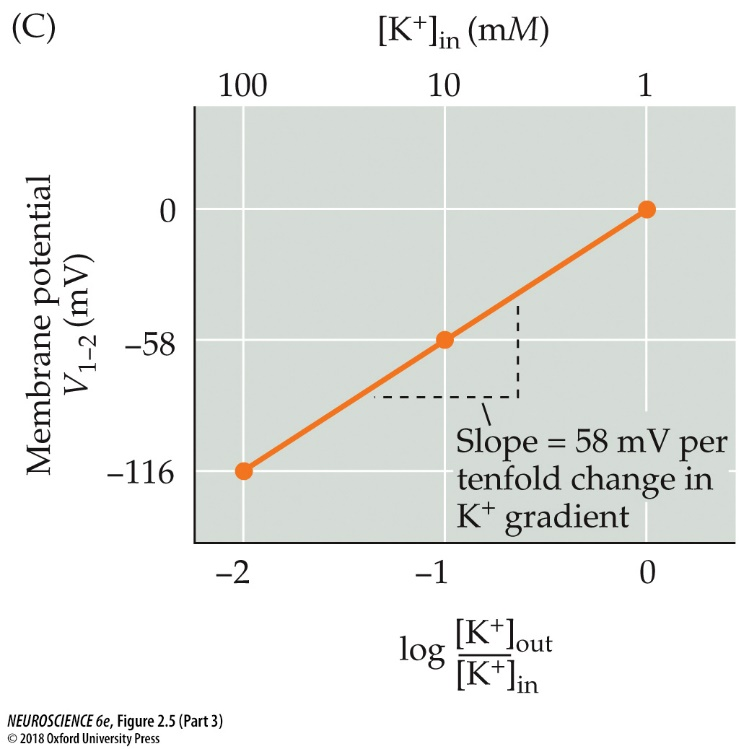 (C)
[K⁺]in (mM)
100 10 1
Membrane potential
V1–2 (mV)
0
–58
–116
Slope = 58 mV per
tenfold change in
K⁺ gradient
–2 –1 0
log [K⁺]out
[K⁺]in
NEUROSCIENCE 6e, Figure 2.5 (Part 3)
© 2018 Oxford University Press